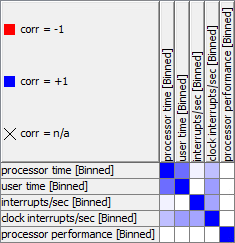 corr = -1
corr = +1
corr = n/a
processor time [Binned]
user time [Binned]
interrupts/sec [Binned]
clock interrupts/sec [Binned]
processor performance [Binned]
processor time [Binned]
user time [Binned]
interrupts/sec [Binned]
clock interrupts/sec [Binned]
processor performance [Binned]